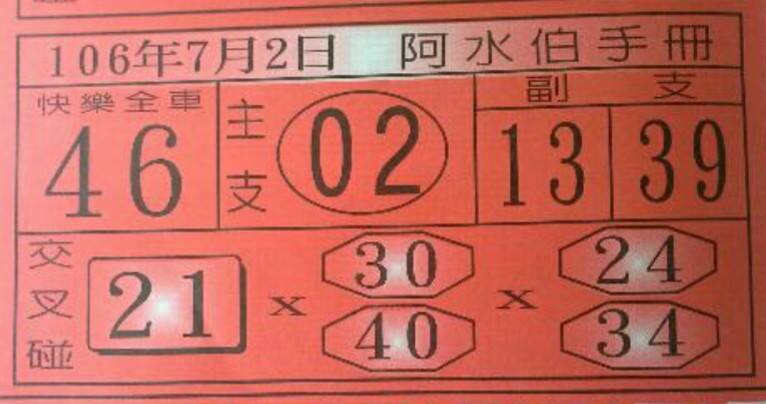 106年7月2日 阿水伯手冊
快樂全車 主支 副支
46 02 13 39
交叉碰
21 x 30 x 24
40 34